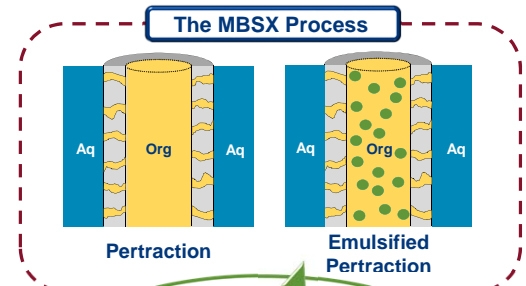 The MBSX Process
Aq
Org
Aq
Aq
Org
Aq
Pertraction
Emulsified
Pertraction